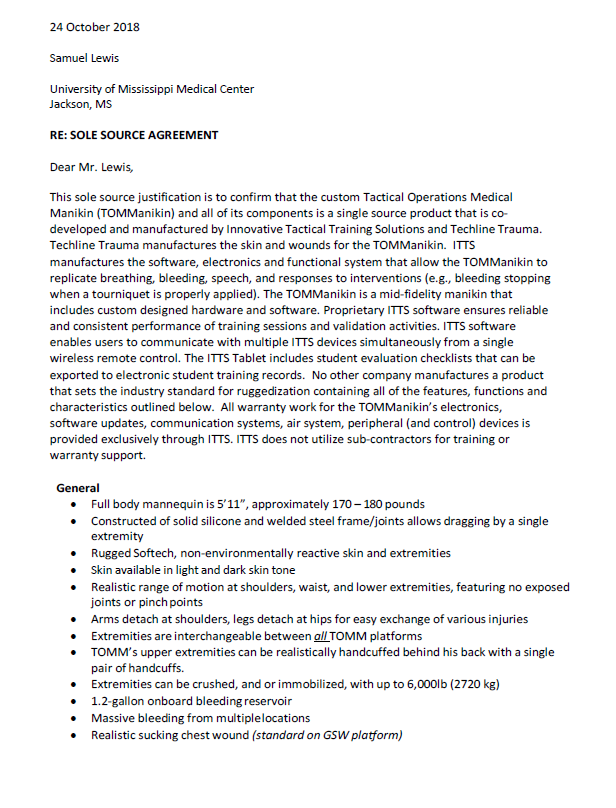 24 October 2018
Samuel Lewis
University of Mississippi Medical Center
Jackson, MS
RE: SOLE SOURCE AGREEMENT
Dear Mr. Lewis,
This sole source justification is to confirm that the custom Tactical Operations Medical
Manikin (TOMManikin) and all of its components is a single source product that is co-
developed and manufactured by Innovative Tactical Training Solutions and Techline Trauma.
Techline Trauma manufactures the skin and wounds for the TOMManikin. ITTS
manufactures the software, electronics and functional system that allow the TOMManikin to
replicate breathing, bleeding, speech, and responses to interventions (e.g., bleeding stopping
when a tourniquet is properly applied). The TOMManikin is a mid-fidelity manikin that
includes custom designed hardware and software. Proprietary ITTS software ensures reliable
and consistent performance of training sessions and validation activities. ITTS software
enables users to communicate with multiple ITTS devices simultaneously from a single
wireless remote control. The ITTS Tablet includes student evaluation checklists that can be
exported to electronic student training records. No other company manufactures a product
that sets the industry standard for ruggedization containing all of the features, functions and
characteristics outlined below. All warranty work for the TOMManikin's electronics,
software updates, communication systems, air system, peripheral (and control) devices is
provided exclusively through ITTS. ITTS does not utilize sub-contractors for training or
warranty support.
General
• Full body mannequin is 5'11", approximately 170 – 180 pounds
• Constructed of solid silicone and welded steel frame/joints allows dragging by a single
extremity
• Rugged Softech, non-environmentally reactive skin and extremities
• Skin available in light and dark skin tone
• Realistic range of motion at shoulders, waist, and lower extremities, featuring no exposed
joints or pinch points
• Arms detach at shoulders, legs detach at hips for easy exchange of various injuries
• Extremities are interchangeable between all TOMM platforms
• TOMM's upper extremities can be realistically handcuffed behind his back with a single
pair of handcuffs.
• Extremities can be crushed, and or immobilized, with up to 6,000lb (2720 kg)
• 1.2-gallon onboard bleeding reservoir
• Massive bleeding from multiple locations
• Realistic sucking chest wound (standard on GSW platform)